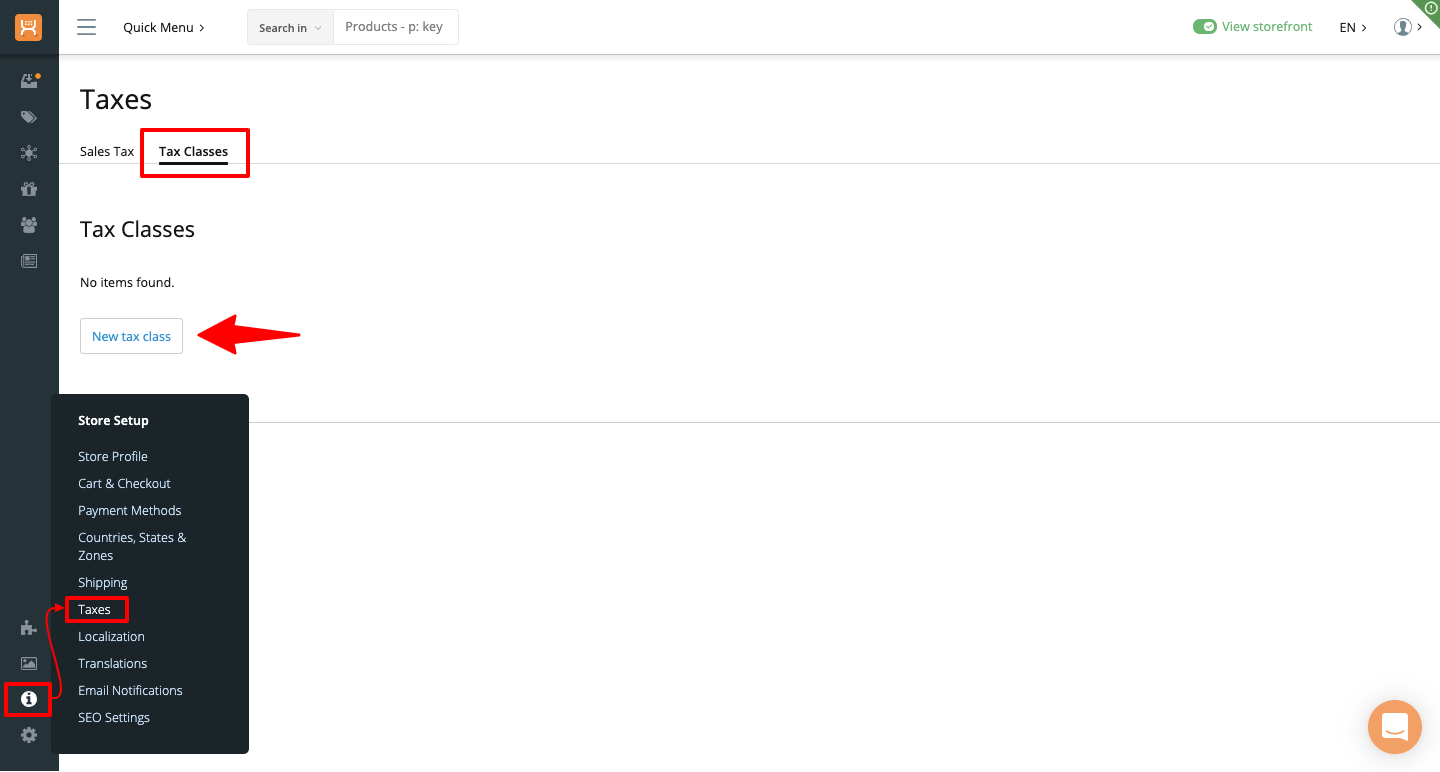 Quick Menu
Search in
Products - p: key
View storefront
EN
Taxes
Sales Tax
Tax Classes
Tax Classes
No items found.
New tax class
Store Setup
Store Profile
Cart & Checkout
Payment Methods
Countries, States &
Zones
Shipping
Taxes
Localization
Translations
Email Notifications
SEO Settings